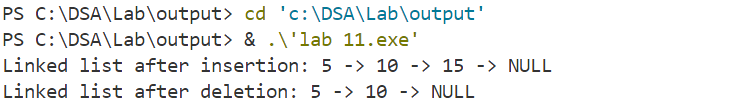 PS C:\DSA\Lab\output> cd 'c:\DSA\Lab\output'
PS C:\DSA\Lab\output> & .\'lab 11.exe'
Linked list after insertion: 5 -> 10 -> 15 -> NULL
Linked list after deletion: 5 -> 10 -> NULL